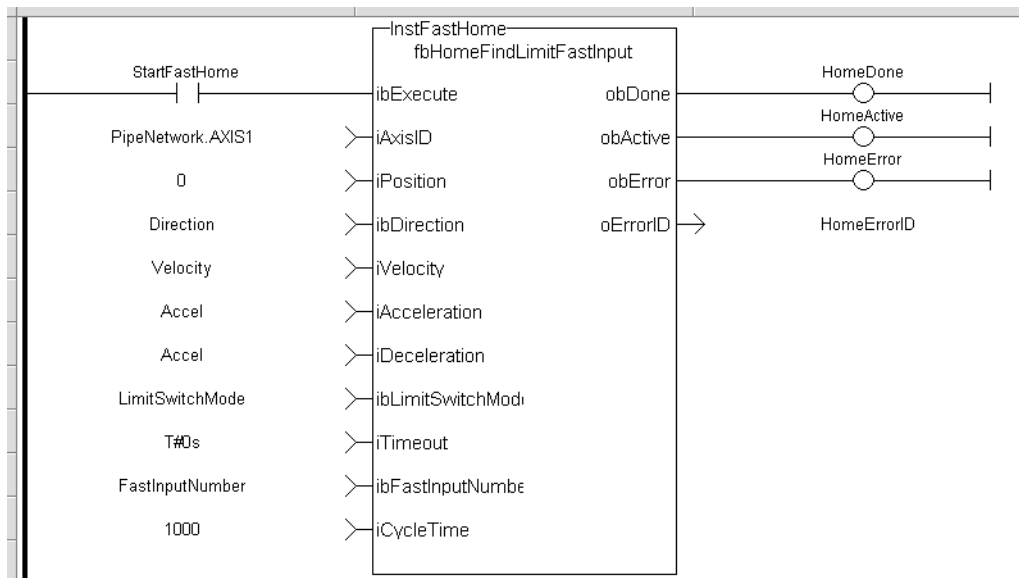 InstFastHome
fbHomeFindLimitFastInput
StartFastHome
HomeDone
ibExecute
obDone
HomeActive
PipeNetwork.AXIS1
iAxisID
obActive
HomeError
0
iPosition
obError
Direction
ibDirection
oErrorID
HomeErrorID
Velocity
iVelocity
Accel
iAcceleration
Accel
iDeceleration
LimitSwitchMode
ibLimitSwitchMod
T#0s
iTimeout
FastInputNumber
ibFastInputNumbe
1000
iCycleTime